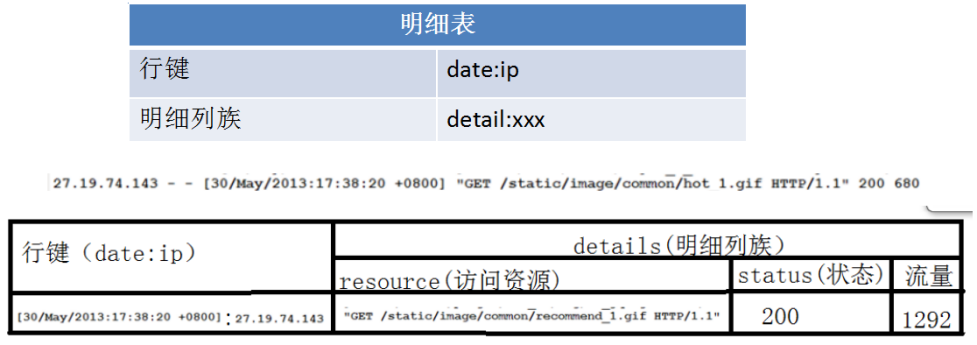 明细表
行键 date:ip
明细列族 detail:xxx
27.19.74.143 - - [30/May/2013:17:38:20 +0800] "GET /static/image/common/hot_1.gif HTTP/1.1" 200 680
行键（date:ip） details(明细列族)
resource(访问资源) status(状态) 流量
[30/May/2013:17:38:20 +0800]:27.19.74.143 "GET /static/image/common/recommend_1.gif HTTP/1.1" 200 1292